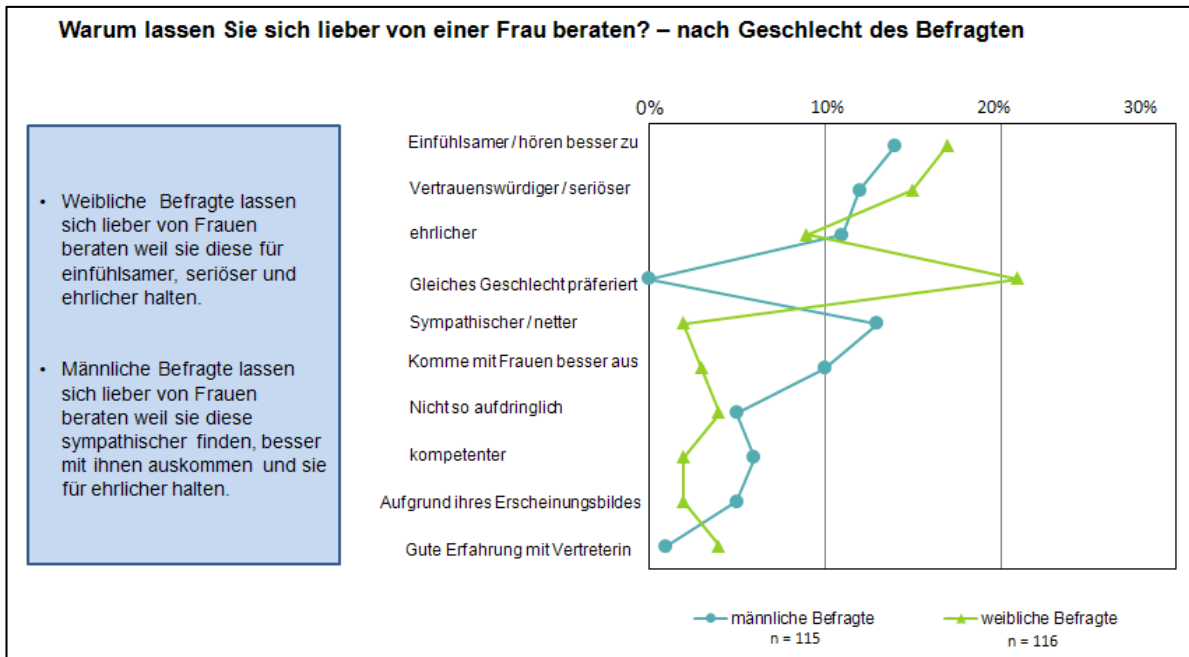 Warum lassen Sie sich lieber von einer Frau beraten? – nach Geschlecht des Befragten
• Weibliche Befragte lassen
sich lieber von Frauen
beraten weil sie diese für
einfühlsamer, seriöser und
ehrlicher halten.
• Männliche Befragte lassen
sich lieber von Frauen
beraten weil sie diese
sympathischer finden, besser
mit ihnen auskommen und sie
für ehrlicher halten.
0% 10% 20% 30%
Einfühlsamer / hören besser zu
Vertrauenswürdiger / seriöser
ehrlicher
Gleiches Geschlecht präferiert
Sympathischer / netter
Komme mit Frauen besser aus
Nicht so aufdringlich
kompetenter
Aufgrund ihres Erscheinungsbildes
Gute Erfahrung mit Vertreterin
männliche Befragte weibliche Befragte
n = 115 n = 116